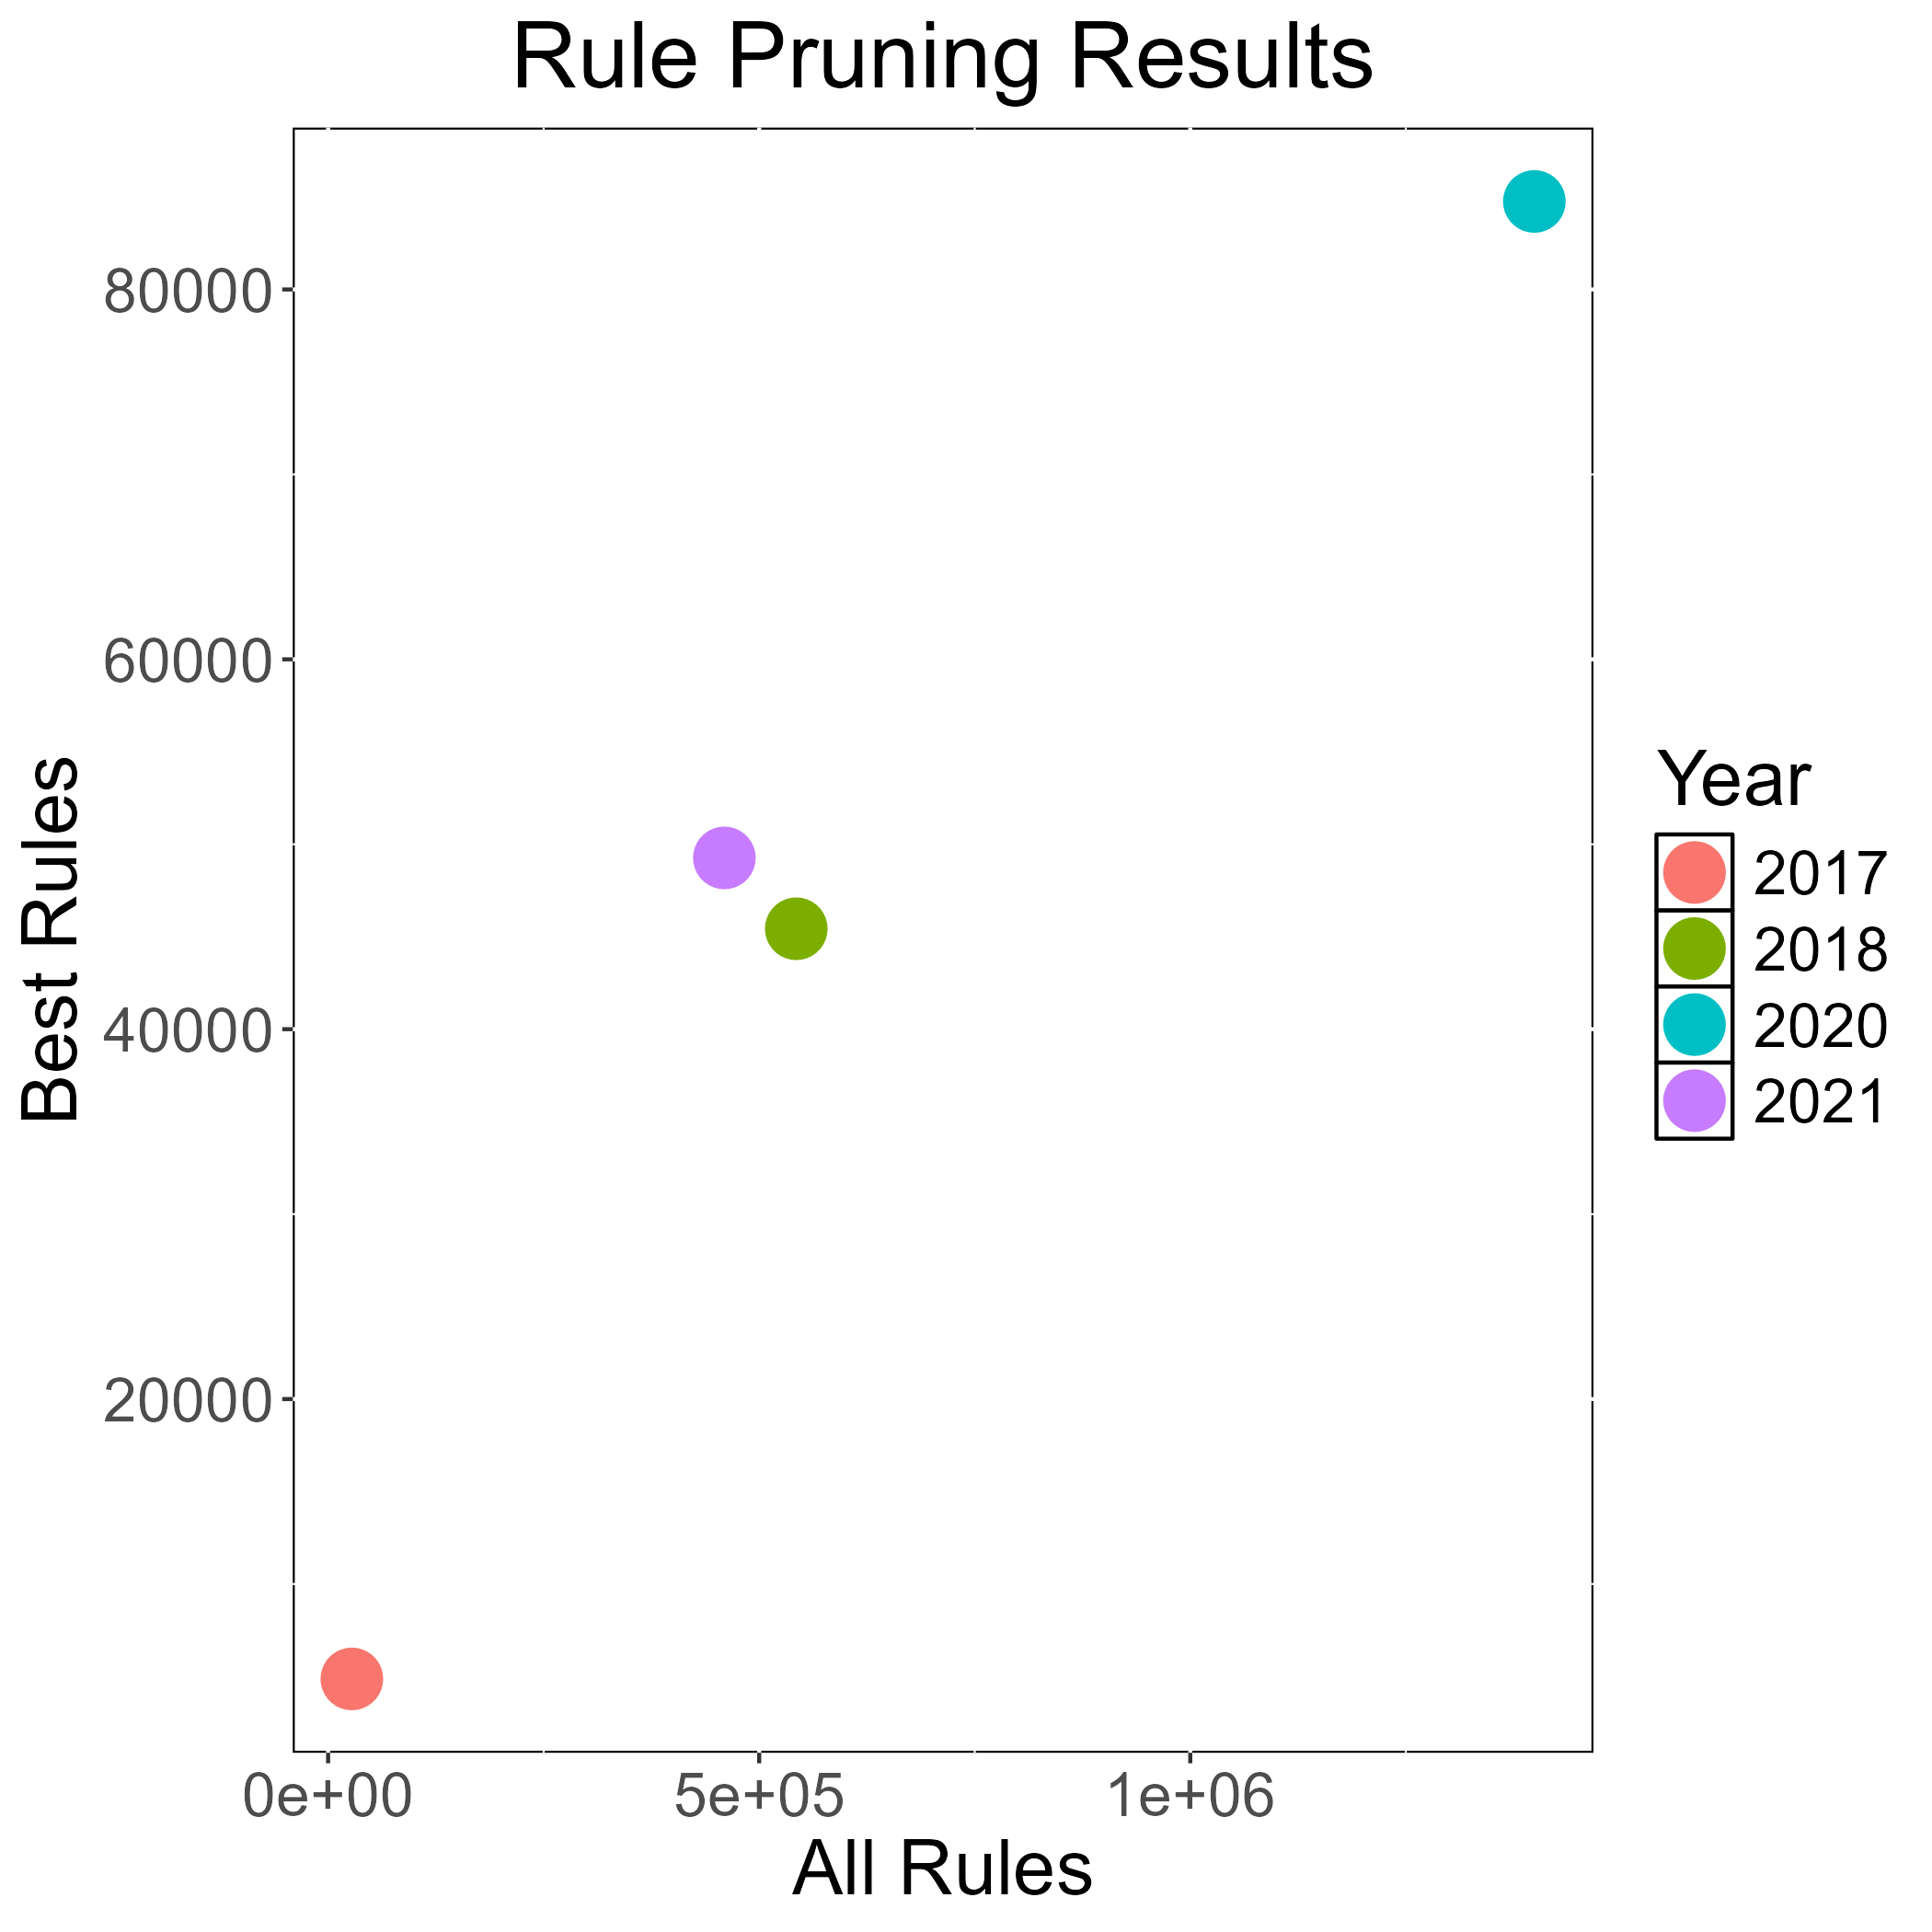 Rule Pruning Results
Best Rules
80000
60000
40000
20000
0e+00
5e+05
1e+06
All Rules
Year
2017
2018
2020
2021